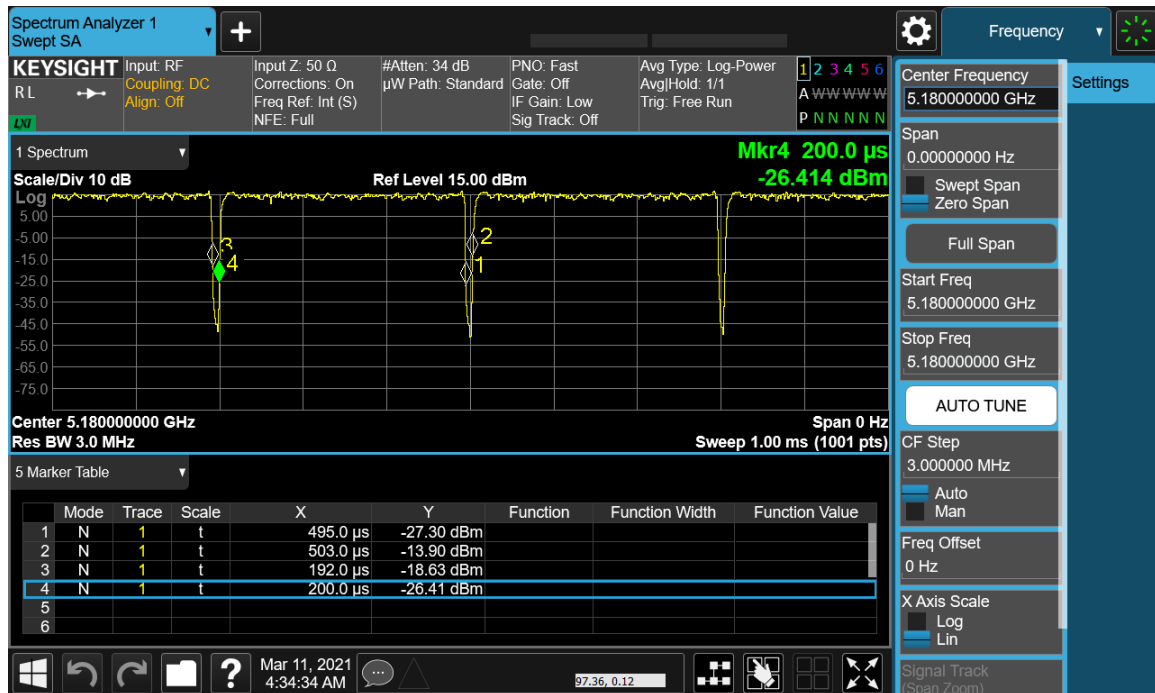 Spectrum Analyzer 1
Swept SA
Frequency
KEYSIGHT
R L
LXI
Input: RF
Coupling: DC
Align: Off
Input Z: 50 Ω
Corrections: On
Freq Ref: Int (S)
NFE: Full
#Atten: 34 dB
µW Path: Standard
PNO: Fast
Gate: Off
IF Gain: Low
Sig Track: Off
Avg Type: Log-Power
Avg|Hold: 1/1
Trig: Free Run
1 2 3 4 5 6
A W W W W W
P N N N N N
Center Frequency
5.180000000 GHz
Settings
Span
0.00000000 Hz
Swept Span
Zero Span
Full Span
Start Freq
5.180000000 GHz
Stop Freq
5.180000000 GHz
AUTO TUNE
CF Step
3.000000 MHz
Auto
Man
Freq Offset
0 Hz
X Axis Scale
Log
Lin
Signal Track
(Span Zoom)
1 Spectrum
Mkr4 200.0 µs
Scale/Div 10 dB
Ref Level 15.00 dBm
-26.414 dBm
Log
5.00
-5.00
-15.0
-25.0
-35.0
-45.0
-55.0
-65.0
-75.0
3
4
2
1
Center 5.180000000 GHz
Span 0 Hz
Res BW 3.0 MHz
Sweep 1.00 ms (1001 pts)
5 Marker Table
Mode Trace Scale X Y Function Function Width Function Value
1 N 1 t 495.0 µs -27.30 dBm
2 N 1 t 503.0 µs -13.90 dBm
3 N 1 t 192.0 µs -18.63 dBm
4 N 1 t 200.0 µs -26.41 dBm
5
6
?
Mar 11, 2021
4:34:34 AM
97.36, 0.12